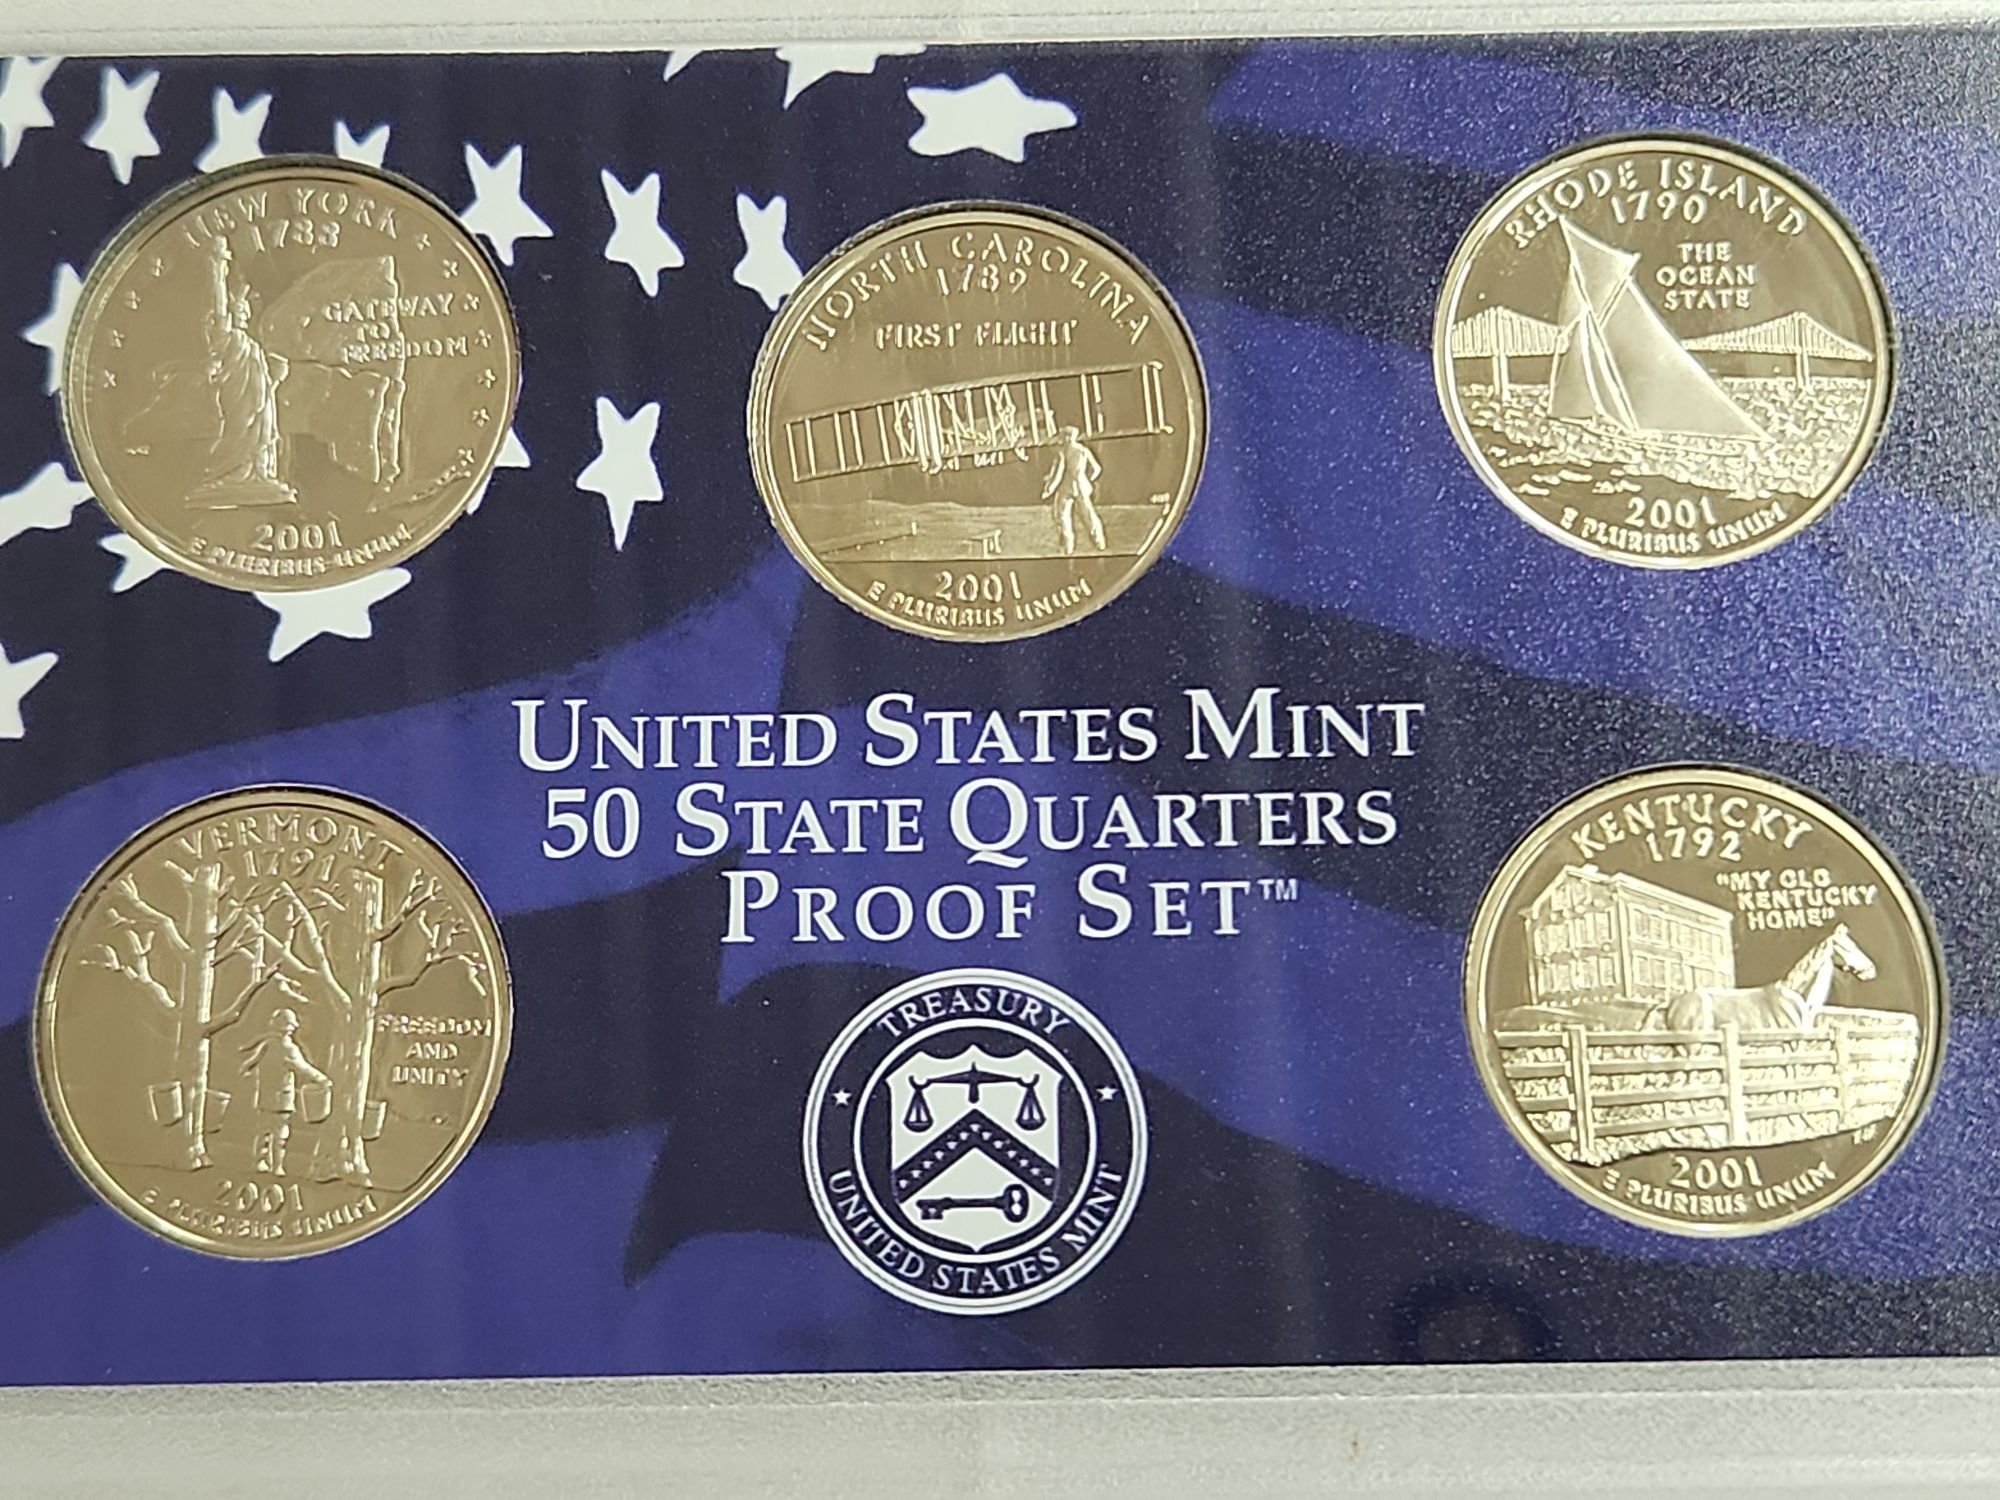 NEW YORK
1788
GATEWAY
TO
FREEDOM
2001
E PLURIBUS UNUM
NORTH CAROLINA
1789
FIRST FLIGHT
2001
E PLURIBUS UNUM
RHODE ISLAND
1790
THE
OCEAN
STATE
2001
E PLURIBUS UNUM
UNITED STATES MINT
50 STATE QUARTERS
PROOF SET™
VERMONT
1791
FREEDOM
AND
UNITY
2001
E PLURIBUS UNUM
TREASURY
UNITED STATES MINT
KENTUCKY
1792
"MY OLD
KENTUCKY
HOME"
2001
E PLURIBUS UNUM